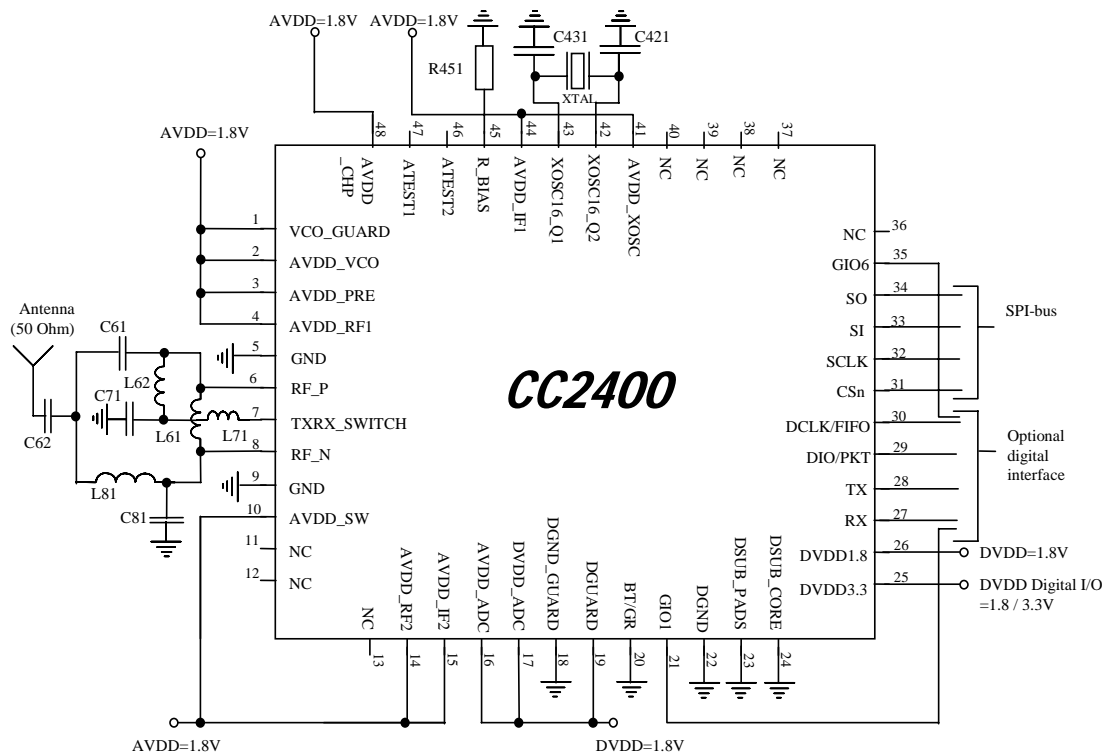 AVDD=1.8V
AVDD=1.8V
C431
C421
R451
XTAL
AVDD=1.8V
48
47
46
45
44
43
42
41
40
39
38
37
AVDD
_CHP
ATEST1
ATEST2
R_BIAS
AVDD_IF1
XOSC16_Q1
XOSC16_Q2
AVDD_XOSC
NC
NC
NC
NC
1
VCO_GUARD
2
AVDD_VCO
3
AVDD_PRE
4
AVDD_RF1
5
GND
6
RF_P
7
TXRX_SWITCH
8
RF_N
9
GND
10
AVDD_SW
11
NC
12
NC
Antenna
(50 Ohm)
C61
L62
C71
C62
L61
L71
L81
C81
CC2400
NC
36
GIO6
35
SO
34
SI
33
SCLK
32
CSn
31
DCLK/FIFO
30
DIO/PKT
29
TX
28
RX
27
DVDD1.8
26
DVDD3.3
25
SPI-bus
Optional
digital
interface
DVDD=1.8V
DVDD Digital I/O
=1.8 / 3.3V
NC
AVDD_RF2
AVDD_IF2
AVDD_ADC
DVDD_ADC
DGND_GUARD
DGUARD
BT/GR
GIO1
DGND
DSUB_PADS
DSUB_CORE
13
14
15
16
17
18
19
20
21
22
23
24
AVDD=1.8V
DVDD=1.8V